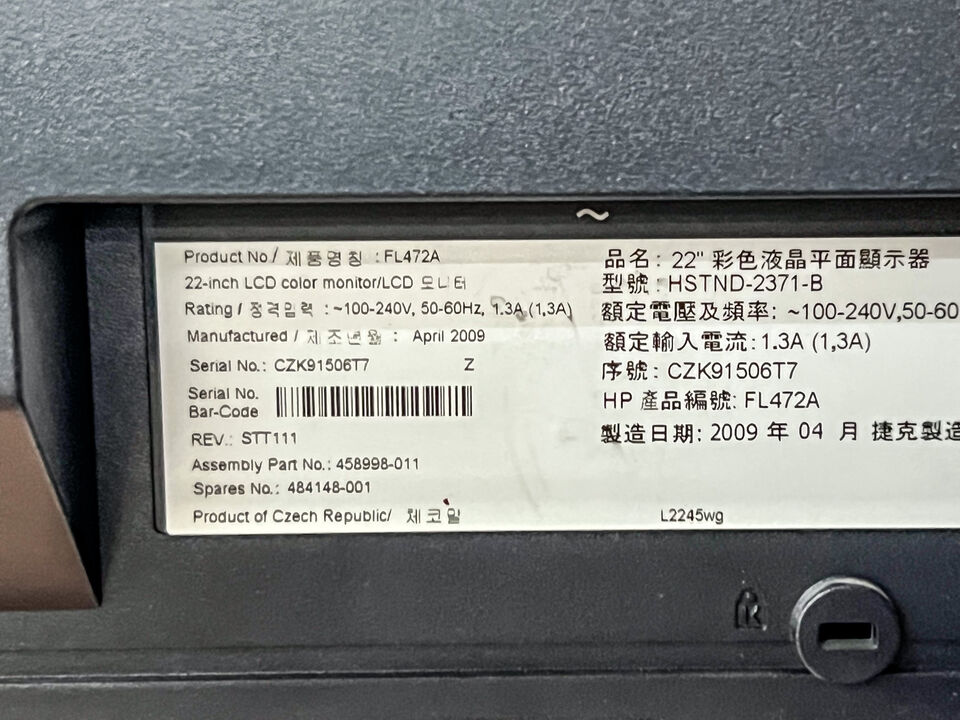 ~
Product No / 제품명칭 : FL472A
22-inch LCD color monitor/LCD 모니터
Rating / 정격입력 : ~100-240V, 50-60Hz, 1.3A (1,3A)
Manufactured / 제조년월 : April 2009
Serial No.: CZK91506T7 Z
Serial No.
Bar-Code
REV.: STT111
Assembly Part No.: 458998-011
Spares No.: 484148-001
Product of Czech Republic/ 체코말
品名: 22" 彩色液晶平面顯示器
型號: HSTND-2371-B
額定電壓及頻率: ~100-240V,50-60
額定輸入電流: 1.3A (1,3A)
序號: CZK91506T7
HP 產品編號: FL472A
製造日期: 2009 年 04 月 捷克製造
L2245wg